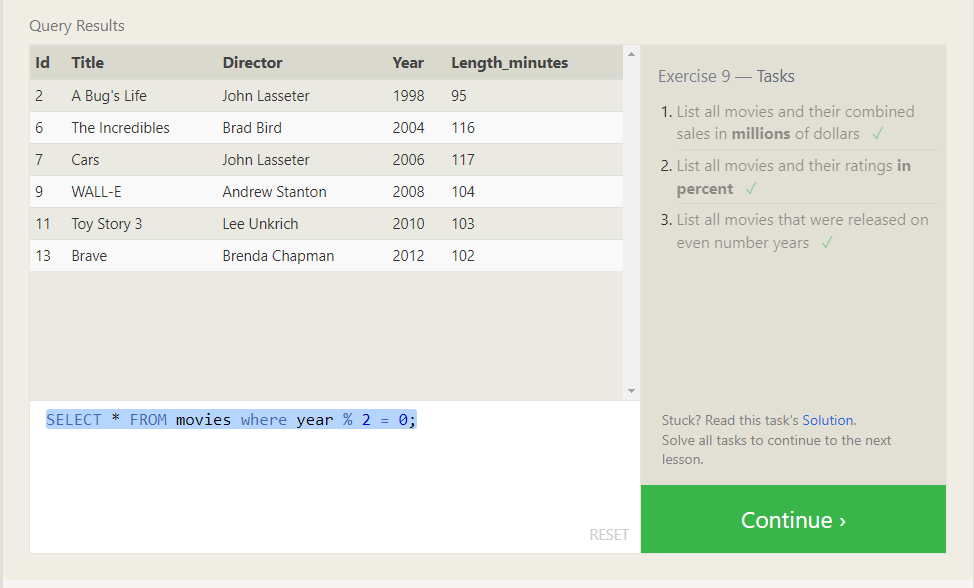 Query Results
Id Title Director Year Length_minutes
2 A Bug's Life John Lasseter 1998 95
6 The Incredibles Brad Bird 2004 116
7 Cars John Lasseter 2006 117
9 WALL-E Andrew Stanton 2008 104
11 Toy Story 3 Lee Unkrich 2010 103
13 Brave Brenda Chapman 2012 102
SELECT * FROM movies where year % 2 = 0;
RESET
Exercise 9 — Tasks
1. List all movies and their combined
sales in millions of dollars ✓
2. List all movies and their ratings in
percent ✓
3. List all movies that were released on
even number years ✓
Stuck? Read this task's Solution.
Solve all tasks to continue to the next
lesson.
Continue ›